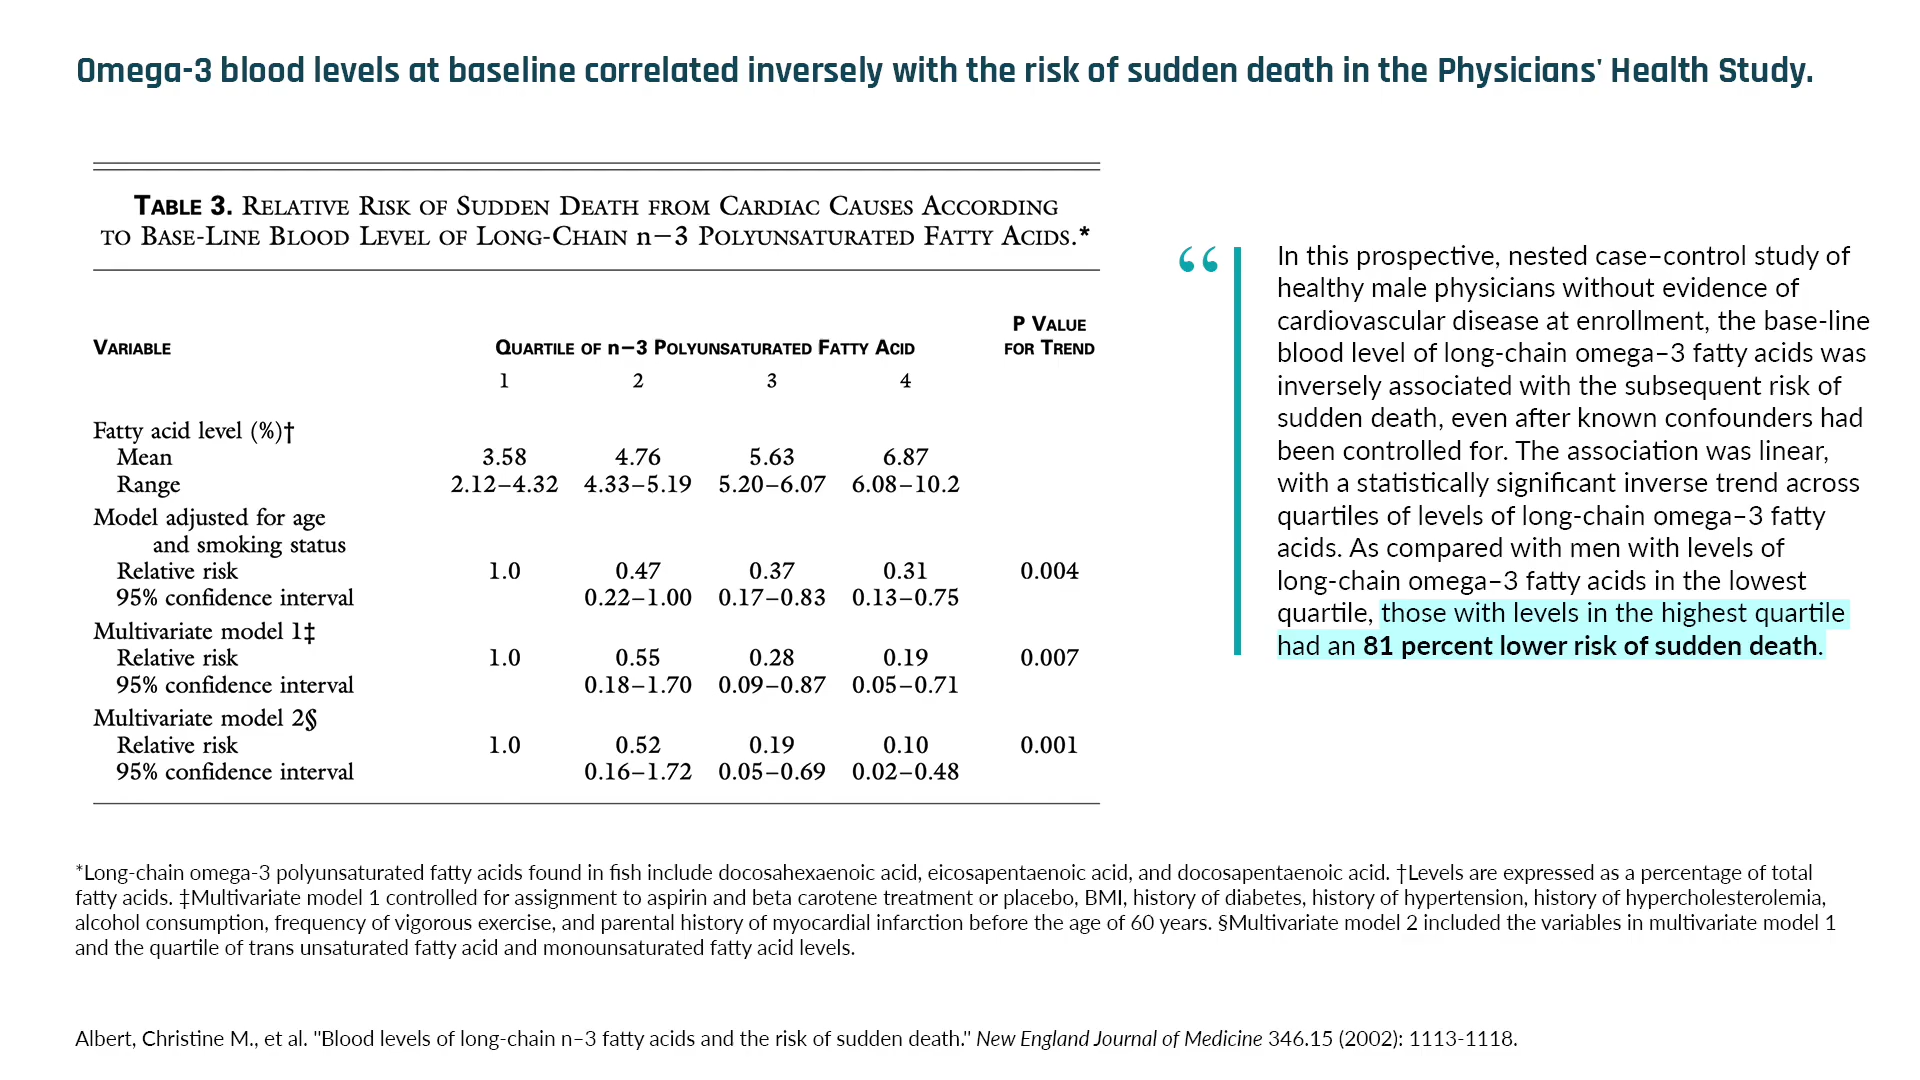 Omega-3 blood levels at baseline correlated inversely with the risk of sudden death in the Physicians' Health Study.
TABLE 3. RELATIVE RISK OF SUDDEN DEATH FROM CARDIAC CAUSES ACCORDING
TO BASE-LINE BLOOD LEVEL OF LONG-CHAIN n−3 POLYUNSATURATED FATTY ACIDS.*
VARIABLE QUARTILE OF n−3 POLYUNSATURATED FATTY ACID P VALUE FOR TREND
1 2 3 4
Fatty acid level (%)†
Mean 3.58 4.76 5.63 6.87
Range 2.12–4.32 4.33–5.19 5.20–6.07 6.08–10.2
Model adjusted for age
and smoking status
Relative risk 1.0 0.47 0.37 0.31 0.004
95% confidence interval 0.22–1.00 0.17–0.83 0.13–0.75
Multivariate model 1‡
Relative risk 1.0 0.55 0.28 0.19 0.007
95% confidence interval 0.18–1.70 0.09–0.87 0.05–0.71
Multivariate model 2§
Relative risk 1.0 0.52 0.19 0.10 0.001
95% confidence interval 0.16–1.72 0.05–0.69 0.02–0.48
“
In this prospective, nested case–control study of
healthy male physicians without evidence of
cardiovascular disease at enrollment, the base-line
blood level of long-chain omega–3 fatty acids was
inversely associated with the subsequent risk of
sudden death, even after known confounders had
been controlled for. The association was linear,
with a statistically significant inverse trend across
quartiles of levels of long-chain omega–3 fatty
acids. As compared with men with levels of
long-chain omega–3 fatty acids in the lowest
quartile, those with levels in the highest quartile
had an 81 percent lower risk of sudden death.
*Long-chain omega-3 polyunsaturated fatty acids found in fish include docosahexaenoic acid, eicosapentaenoic acid, and docosapentaenoic acid. †Levels are expressed as a percentage of total
fatty acids. ‡Multivariate model 1 controlled for assignment to aspirin and beta carotene treatment or placebo, BMI, history of diabetes, history of hypertension, history of hypercholesterolemia,
alcohol consumption, frequency of vigorous exercise, and parental history of myocardial infarction before the age of 60 years. §Multivariate model 2 included the variables in multivariate model 1
and the quartile of trans unsaturated fatty acid and monounsaturated fatty acid levels.
Albert, Christine M., et al. "Blood levels of long-chain n–3 fatty acids and the risk of sudden death." New England Journal of Medicine 346.15 (2002): 1113-1118.